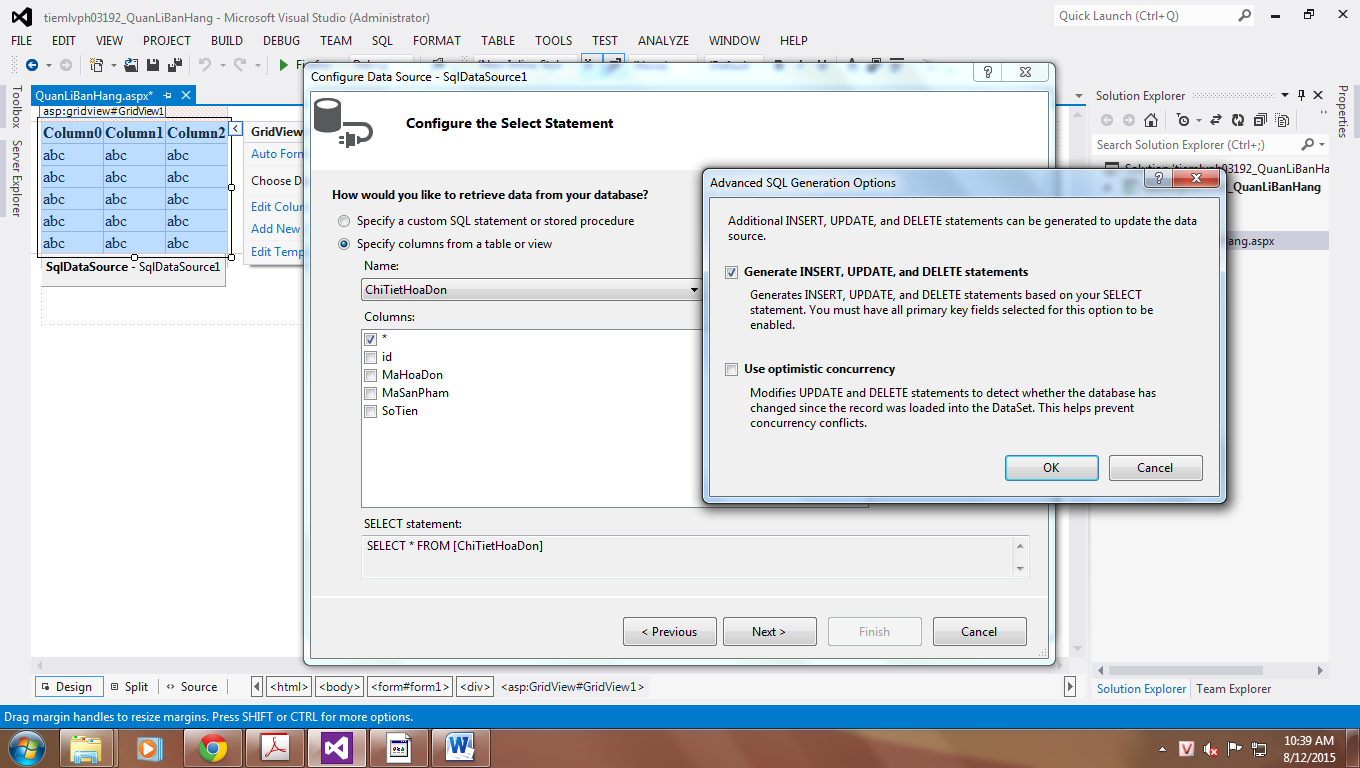 tiemlvph03192_QuanLiBanHang - Microsoft Visual Studio (Administrator)
Quick Launch (Ctrl+Q)
FILE EDIT VIEW PROJECT BUILD DEBUG TEAM SQL FORMAT TABLE TOOLS TEST ANALYZE WINDOW HELP
Toolbox
Server Explorer
QuanLiBanHang.aspx*
asp:gridview#GridView1
Column0 Column1 Column2
abc abc abc
abc abc abc
abc abc abc
abc abc abc
abc abc abc
SqlDataSource - SqlDataSource1
GridView
Auto Form
Choose D
Edit Colum
Add New
Edit Temp
Configure Data Source - SqlDataSource1
Configure the Select Statement
How would you like to retrieve data from your database?
Specify a custom SQL statement or stored procedure
Specify columns from a table or view
Name:
ChiTietHoaDon
Columns:
*
id
MaHoaDon
MaSanPham
SoTien
SELECT statement:
SELECT * FROM [ChiTietHoaDon]
< Previous Next > Finish Cancel
Advanced SQL Generation Options
Additional INSERT, UPDATE, and DELETE statements can be generated to update the data
source.
Generate INSERT, UPDATE, and DELETE statements
Generates INSERT, UPDATE, and DELETE statements based on your SELECT
statement. You must have all primary key fields selected for this option to be
enabled.
Use optimistic concurrency
Modifies UPDATE and DELETE statements to detect whether the database has
changed since the record was loaded into the DataSet. This helps prevent
concurrency conflicts.
OK Cancel
Solution Explorer
Search Solution Explorer (Ctrl+;)
Solution 'tiemlvph03192_QuanLiBanHa
_QuanLiBanHang
ang.aspx
Solution Explorer Team Explorer
Properties
Design Split Source <html> <body> <form#form1> <div> <asp:GridView#GridView1>
Drag margin handles to resize margins. Press SHIFT or CTRL for more options.
10:39 AM
8/12/2015